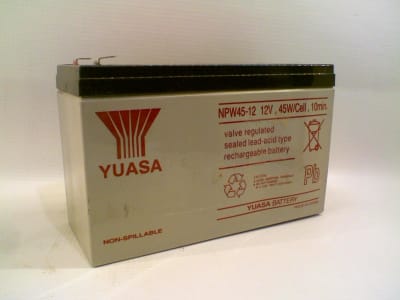 YUASA
NON-SPILLABLE
NPW45-12 12V , 45W/Cell , 10min.
valve regulated
sealed lead-acid type
rechargeable battery
Pb
YUASA BATTERY